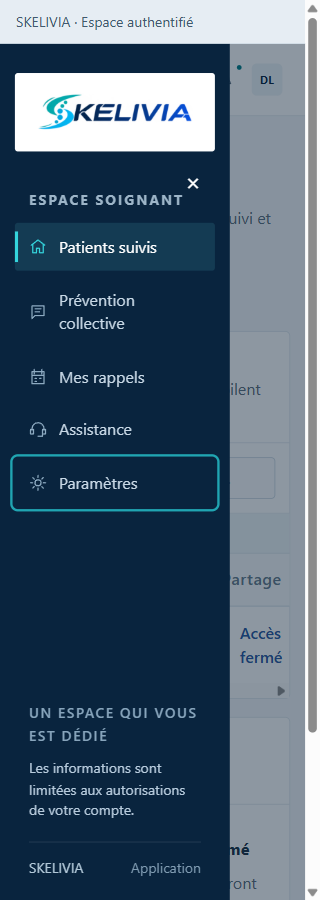 SKELIVIA · Espace authentifié
SKELIVIA
DL
×
ESPACE SOIGNANT
Patients suivis
uivi et
Prévention
collective
Mes rappels
ilent
Assistance
Paramètres
Partage
Accès
fermé
UN ESPACE QUI VOUS
EST DÉDIÉ
Les informations sont
limitées aux autorisations
de votre compte.
mé
SKELIVIA
Application
ront